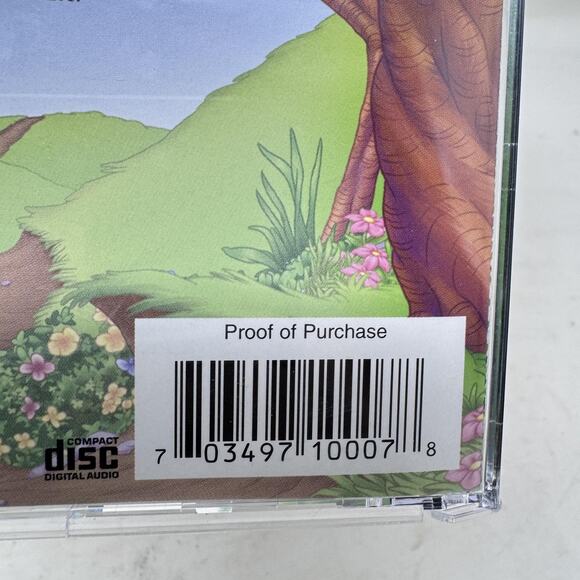 Proof of Purchase
7 03497 10007 8
COMPACT
disc
DIGITAL AUDIO